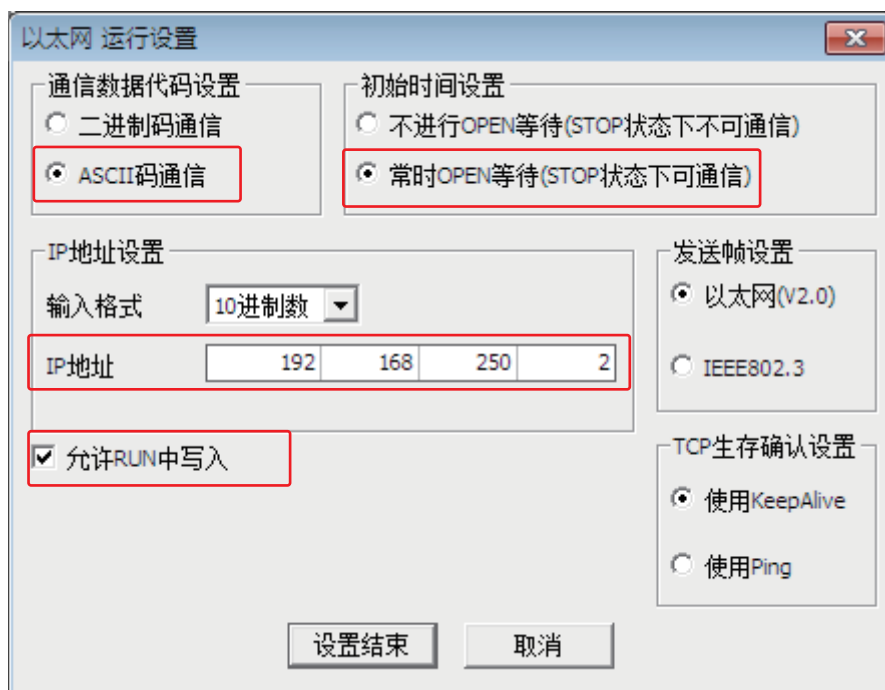 以太网 运行设置
通信数据代码设置
二进制码通信
ASCII码通信
初始时间设置
不进行OPEN等待(STOP状态下不可通信)
常时OPEN等待(STOP状态下可通信)
IP地址设置
输入格式 10进制数
IP地址 192 168 250 2
发送帧设置
以太网(V2.0)
IEEE802.3
允许RUN中写入
TCP生存确认设置
使用KeepAlive
使用Ping
设置结束 取消